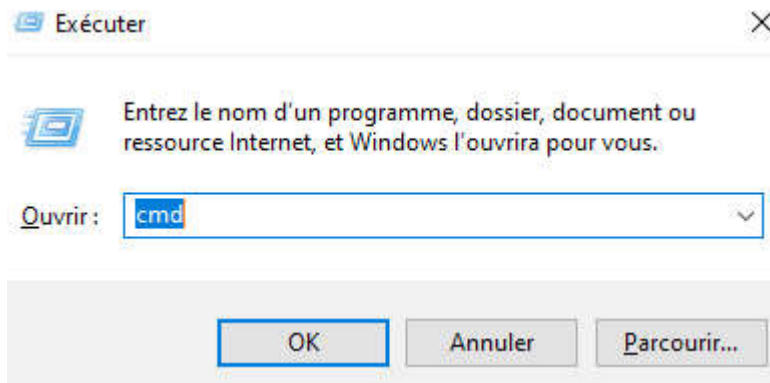 Exécuter
Entrez le nom d'un programme, dossier, document ou
ressource Internet, et Windows l'ouvrira pour vous.
Ouvrir :
cmd
OK
Annuler
Parcourir...